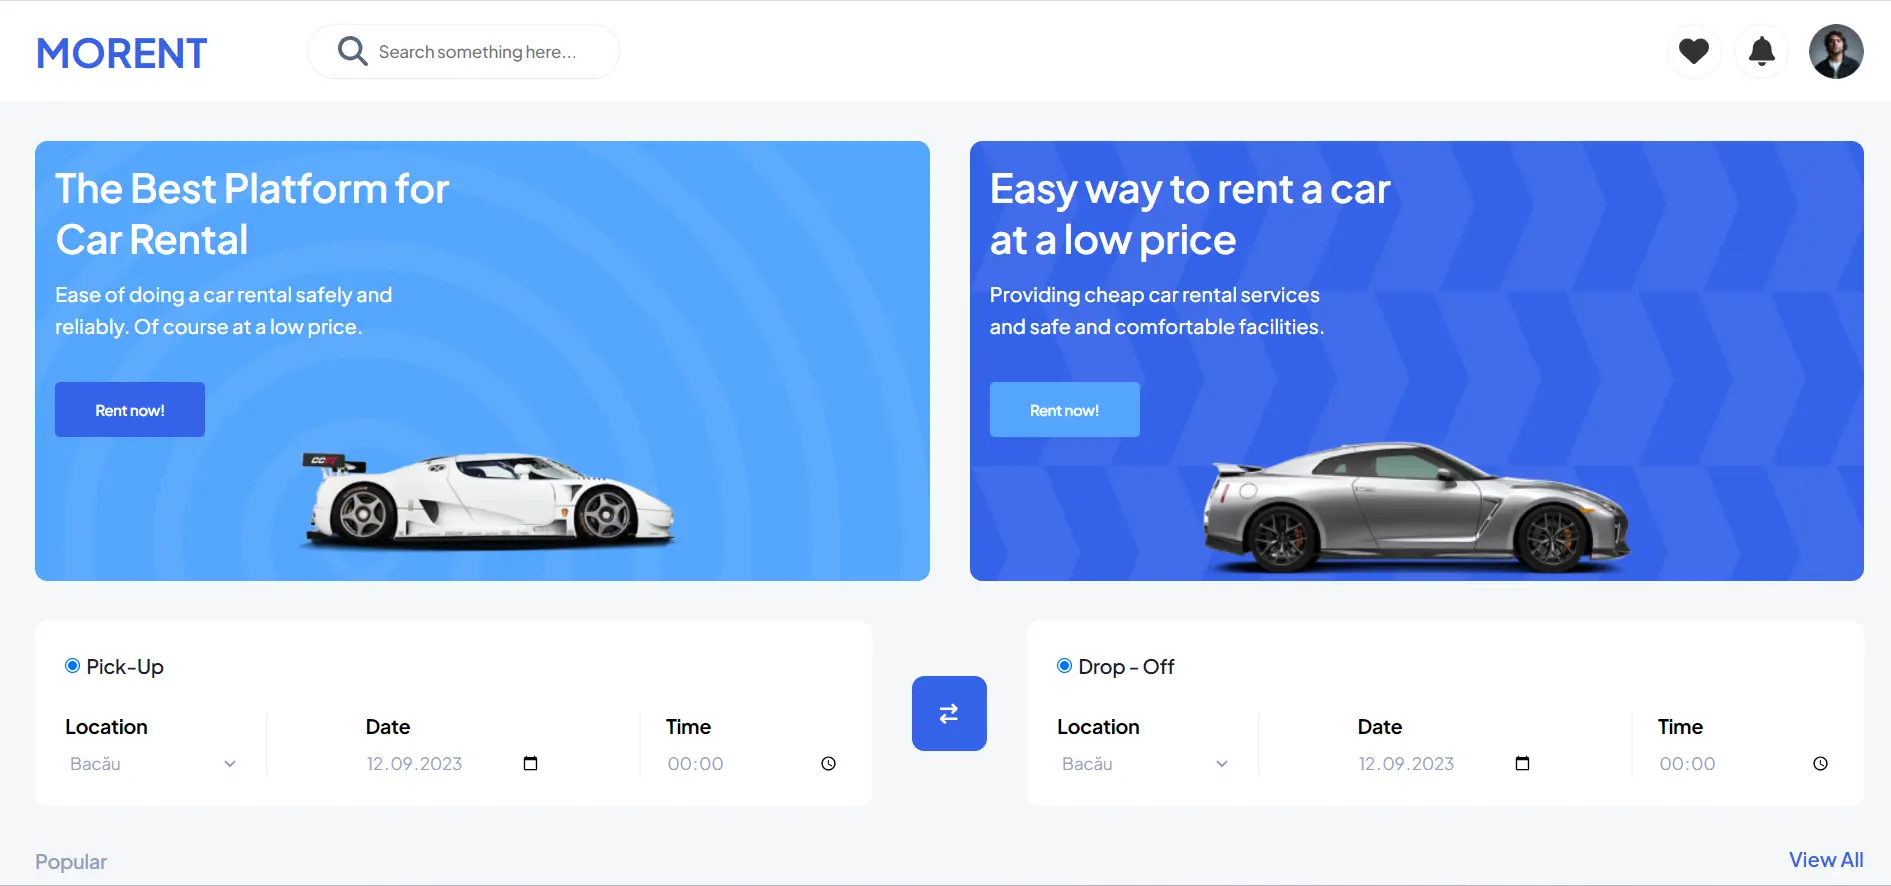 MORENT
Search something here...
The Best Platform for
Car Rental
Ease of doing a car rental safely and
reliably. Of course at a low price.
Rent now!
Easy way to rent a car
at a low price
Providing cheap car rental services
and safe and comfortable facilities.
Rent now!
Pick-Up
Location
Date
Time
Bacău
12.09.2023
00:00
Drop - Off
Location
Date
Time
Bacău
12.09.2023
00:00
Popular
View All